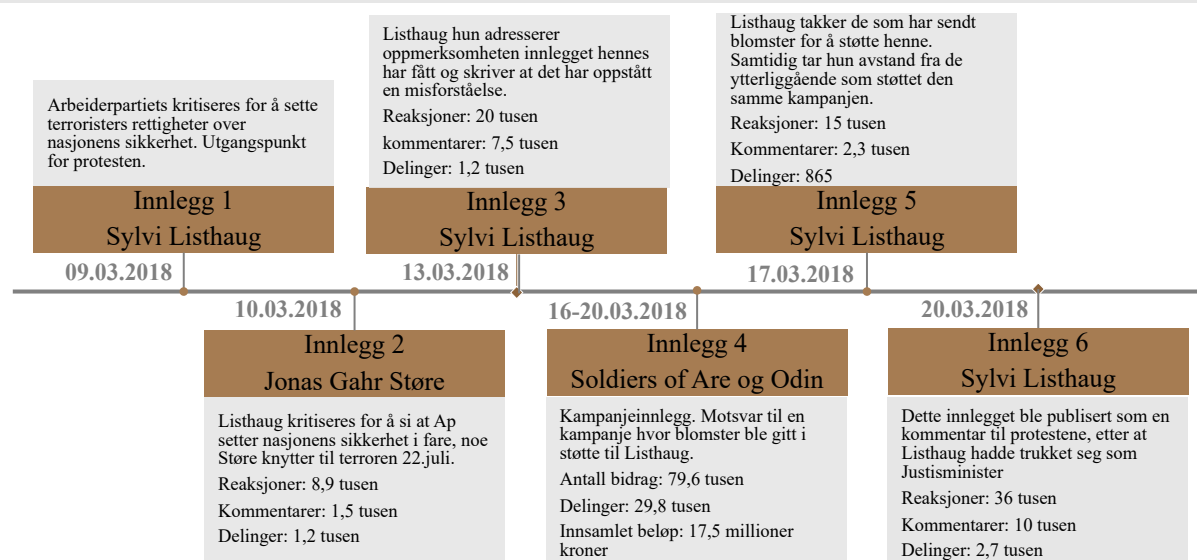 Arbeiderpartiets kritiseres for å sette
terroristers rettigheter over
nasjonens sikkerhet. Utgangspunkt
for protesten.
Innlegg 1
Sylvi Listhaug
09.03.2018
Listhaug hun adresserer
oppmerksomheten innlegget hennes
har fått og skriver at det har oppstått
en misforståelse.
Reaksjoner: 20 tusen
kommentarer: 7,5 tusen
Delinger: 1,2 tusen
Innlegg 3
Sylvi Listhaug
13.03.2018
Listhaug takker de som har sendt
blomster for å støtte henne.
Samtidig tar hun avstand fra de
ytterliggående som støttet den
samme kampanjen.
Reaksjoner: 15 tusen
Kommentarer: 2,3 tusen
Delinger: 865
Innlegg 5
Sylvi Listhaug
17.03.2018
10.03.2018
Innlegg 2
Jonas Gahr Støre
Listhaug kritiseres for å si at Ap
setter nasjonens sikkerhet i fare, noe
Støre knytter til terroren 22.juli.
Reaksjoner: 8,9 tusen
Kommentarer: 1,5 tusen
Delinger: 1,2 tusen
16-20.03.2018
Innlegg 4
Soldiers of Are og Odin
Kampanjeinnlegg. Motsvar til en
kampanje hvor blomster ble gitt i
støtte til Listhaug.
Antall bidrag: 79,6 tusen
Delinger: 29,8 tusen
Innsamlet beløp: 17,5 millioner
kroner
20.03.2018
Innlegg 6
Sylvi Listhaug
Dette innlegget ble publisert som en
kommentar til protestene, etter at
Listhaug hadde trukket seg som
Justisminister
Reaksjoner: 36 tusen
Kommentarer: 10 tusen
Delinger: 2,7 tusen